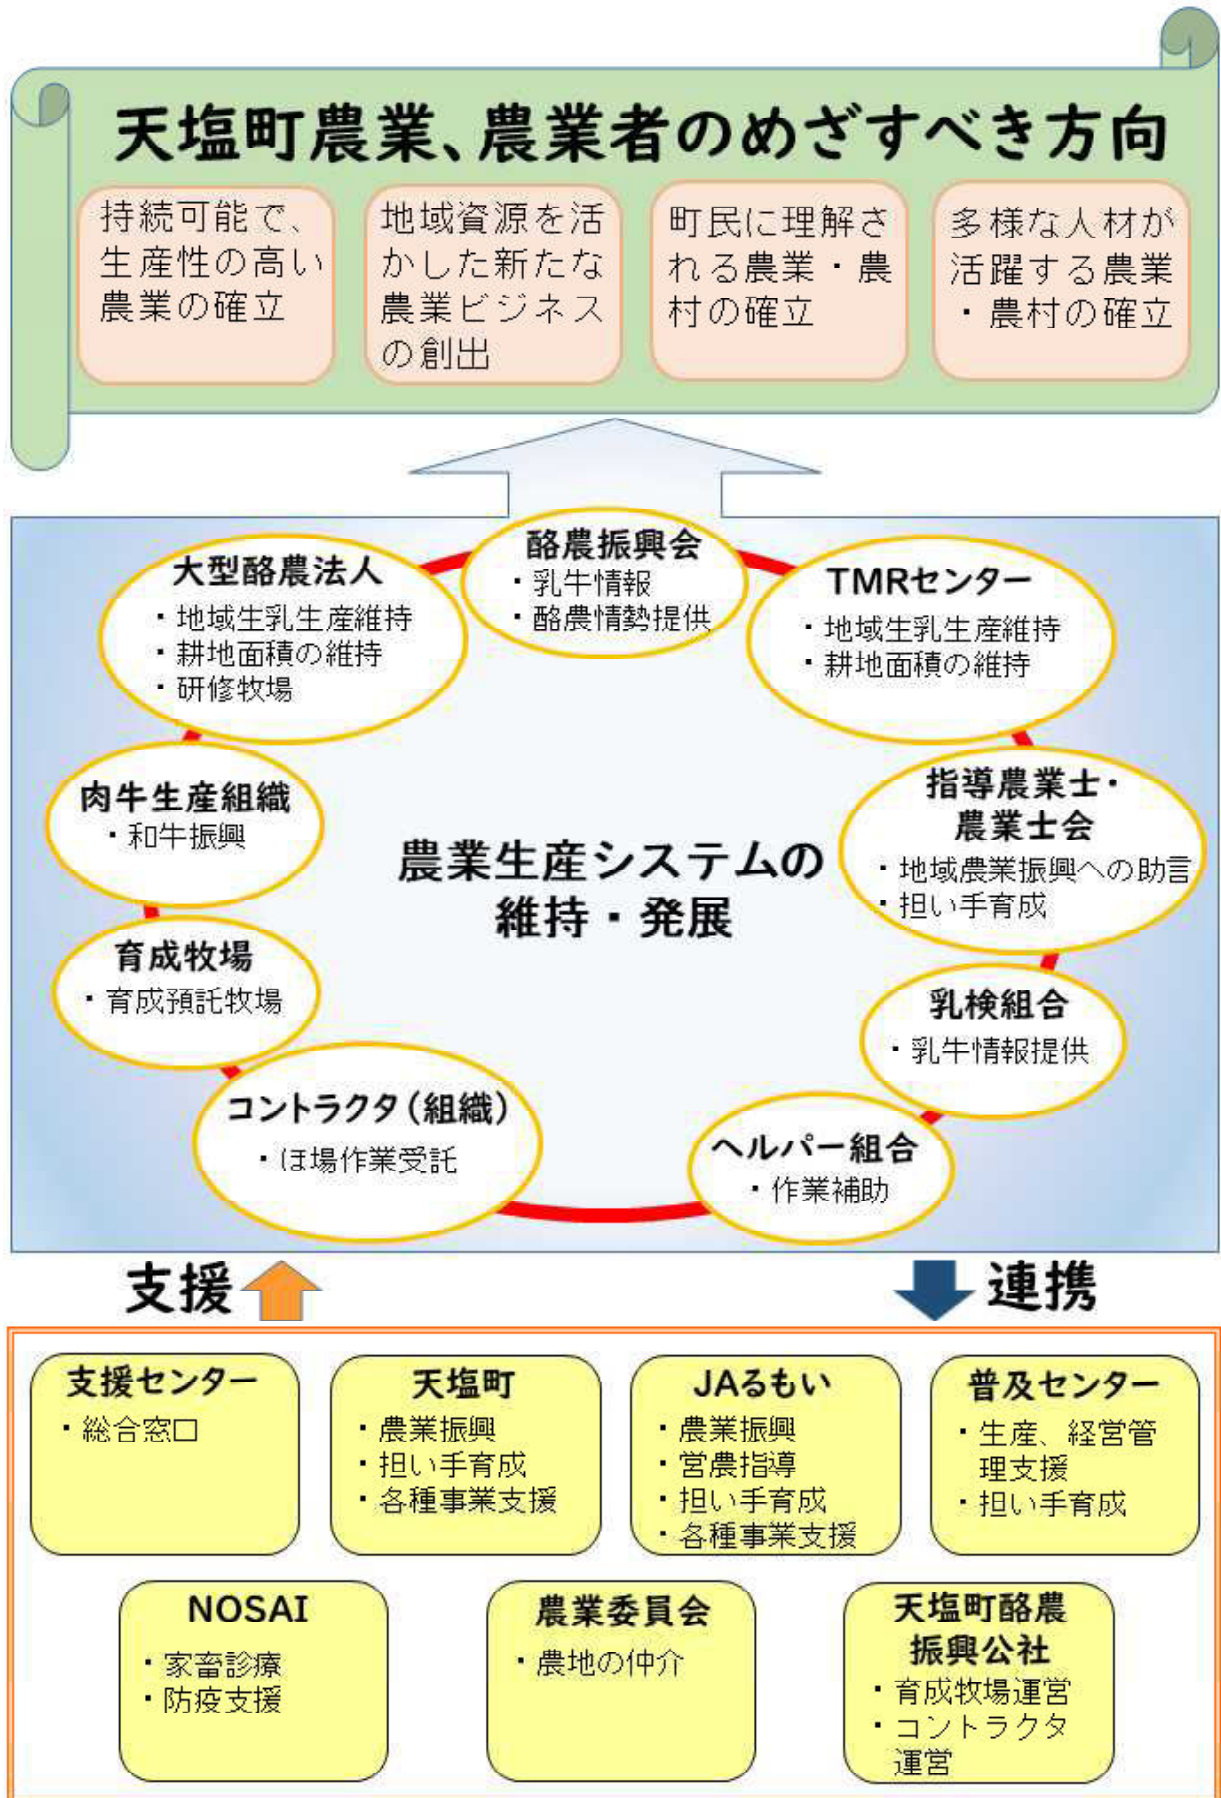 天塩町農業、農業者のめざすべき方向
持続可能で、
生産性の高い
農業の確立
地域資源を活
かした新たな
農業ビジネス
の創出
町民に理解さ
れる農業・農
村の確立
多様な人材が
活躍する農業
・農村の確立
酪農振興会
・乳牛情報
・酪農情勢提供
大型酪農法人
・地域生乳生産維持
・耕地面積の維持
・研修牧場
TMRセンター
・地域生乳生産維持
・耕地面積の維持
肉牛生産組織
・和牛振興
指導農業士・
農業士会
・地域農業振興への助言
・担い手育成
農業生産システムの
維持・発展
育成牧場
・育成預託牧場
乳検組合
・乳牛情報提供
コントラクタ（組織）
・ほ場作業受託
ヘルパー組合
・作業補助
支援
連携
支援センター
・総合窓口
天塩町
・農業振興
・担い手育成
・各種事業支援
JAるもい
・農業振興
・営農指導
・担い手育成
・各種事業支援
普及センター
・生産、経営管
理支援
・担い手育成
NOSAI
・家畜診療
・防疫支援
農業委員会
・農地の仲介
天塩町酪農
振興公社
・育成牧場運営
・コントラクタ
運営